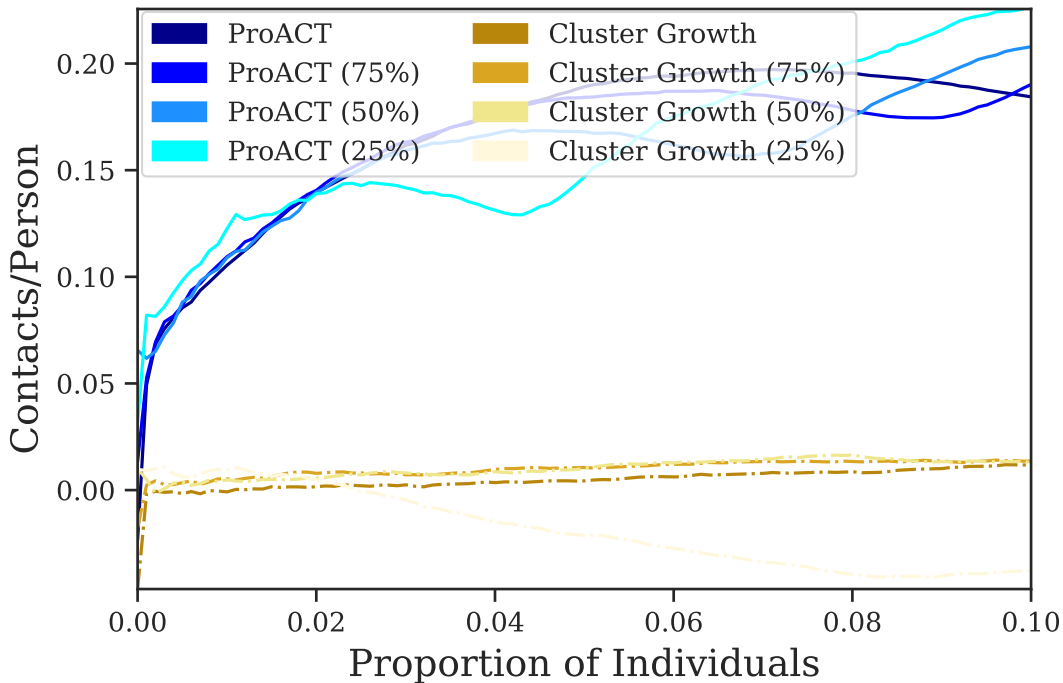 ProACT
ProACT (75%)
ProACT (50%)
ProACT (25%)
Cluster Growth
Cluster Growth (75%)
Cluster Growth (50%)
Cluster Growth (25%)
Contacts/Person
0.20
0.15
0.10
0.05
0.00
0.00 0.02 0.04 0.06 0.08 0.10
Proportion of Individuals